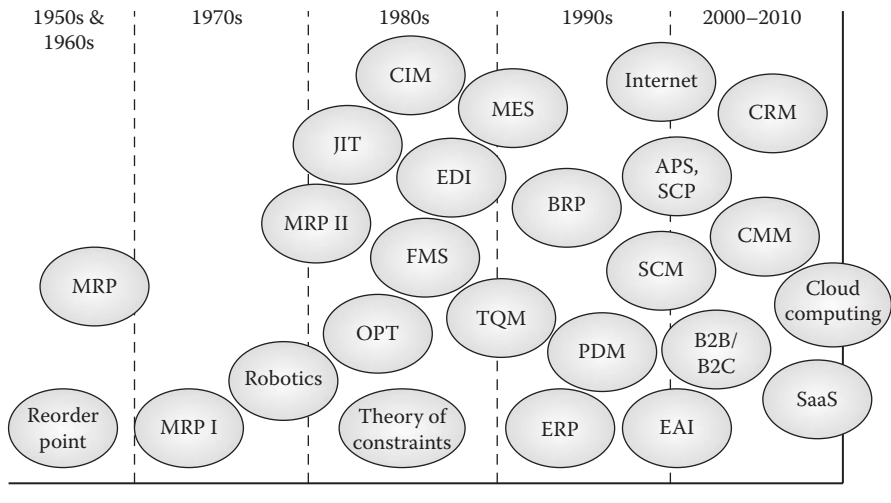 1950s &
1960s
1970s
1980s
1990s
2000–2010
CIM
Internet
MES
CRM
JIT
EDI
APS,
SCP
BRP
MRP II
CMM
FMS
SCM
MRP
Cloud
computing
TQM
OPT
PDM
B2B/
B2C
Robotics
SaaS
Reorder
point
MRP I
Theory of
constraints
ERP
EAI